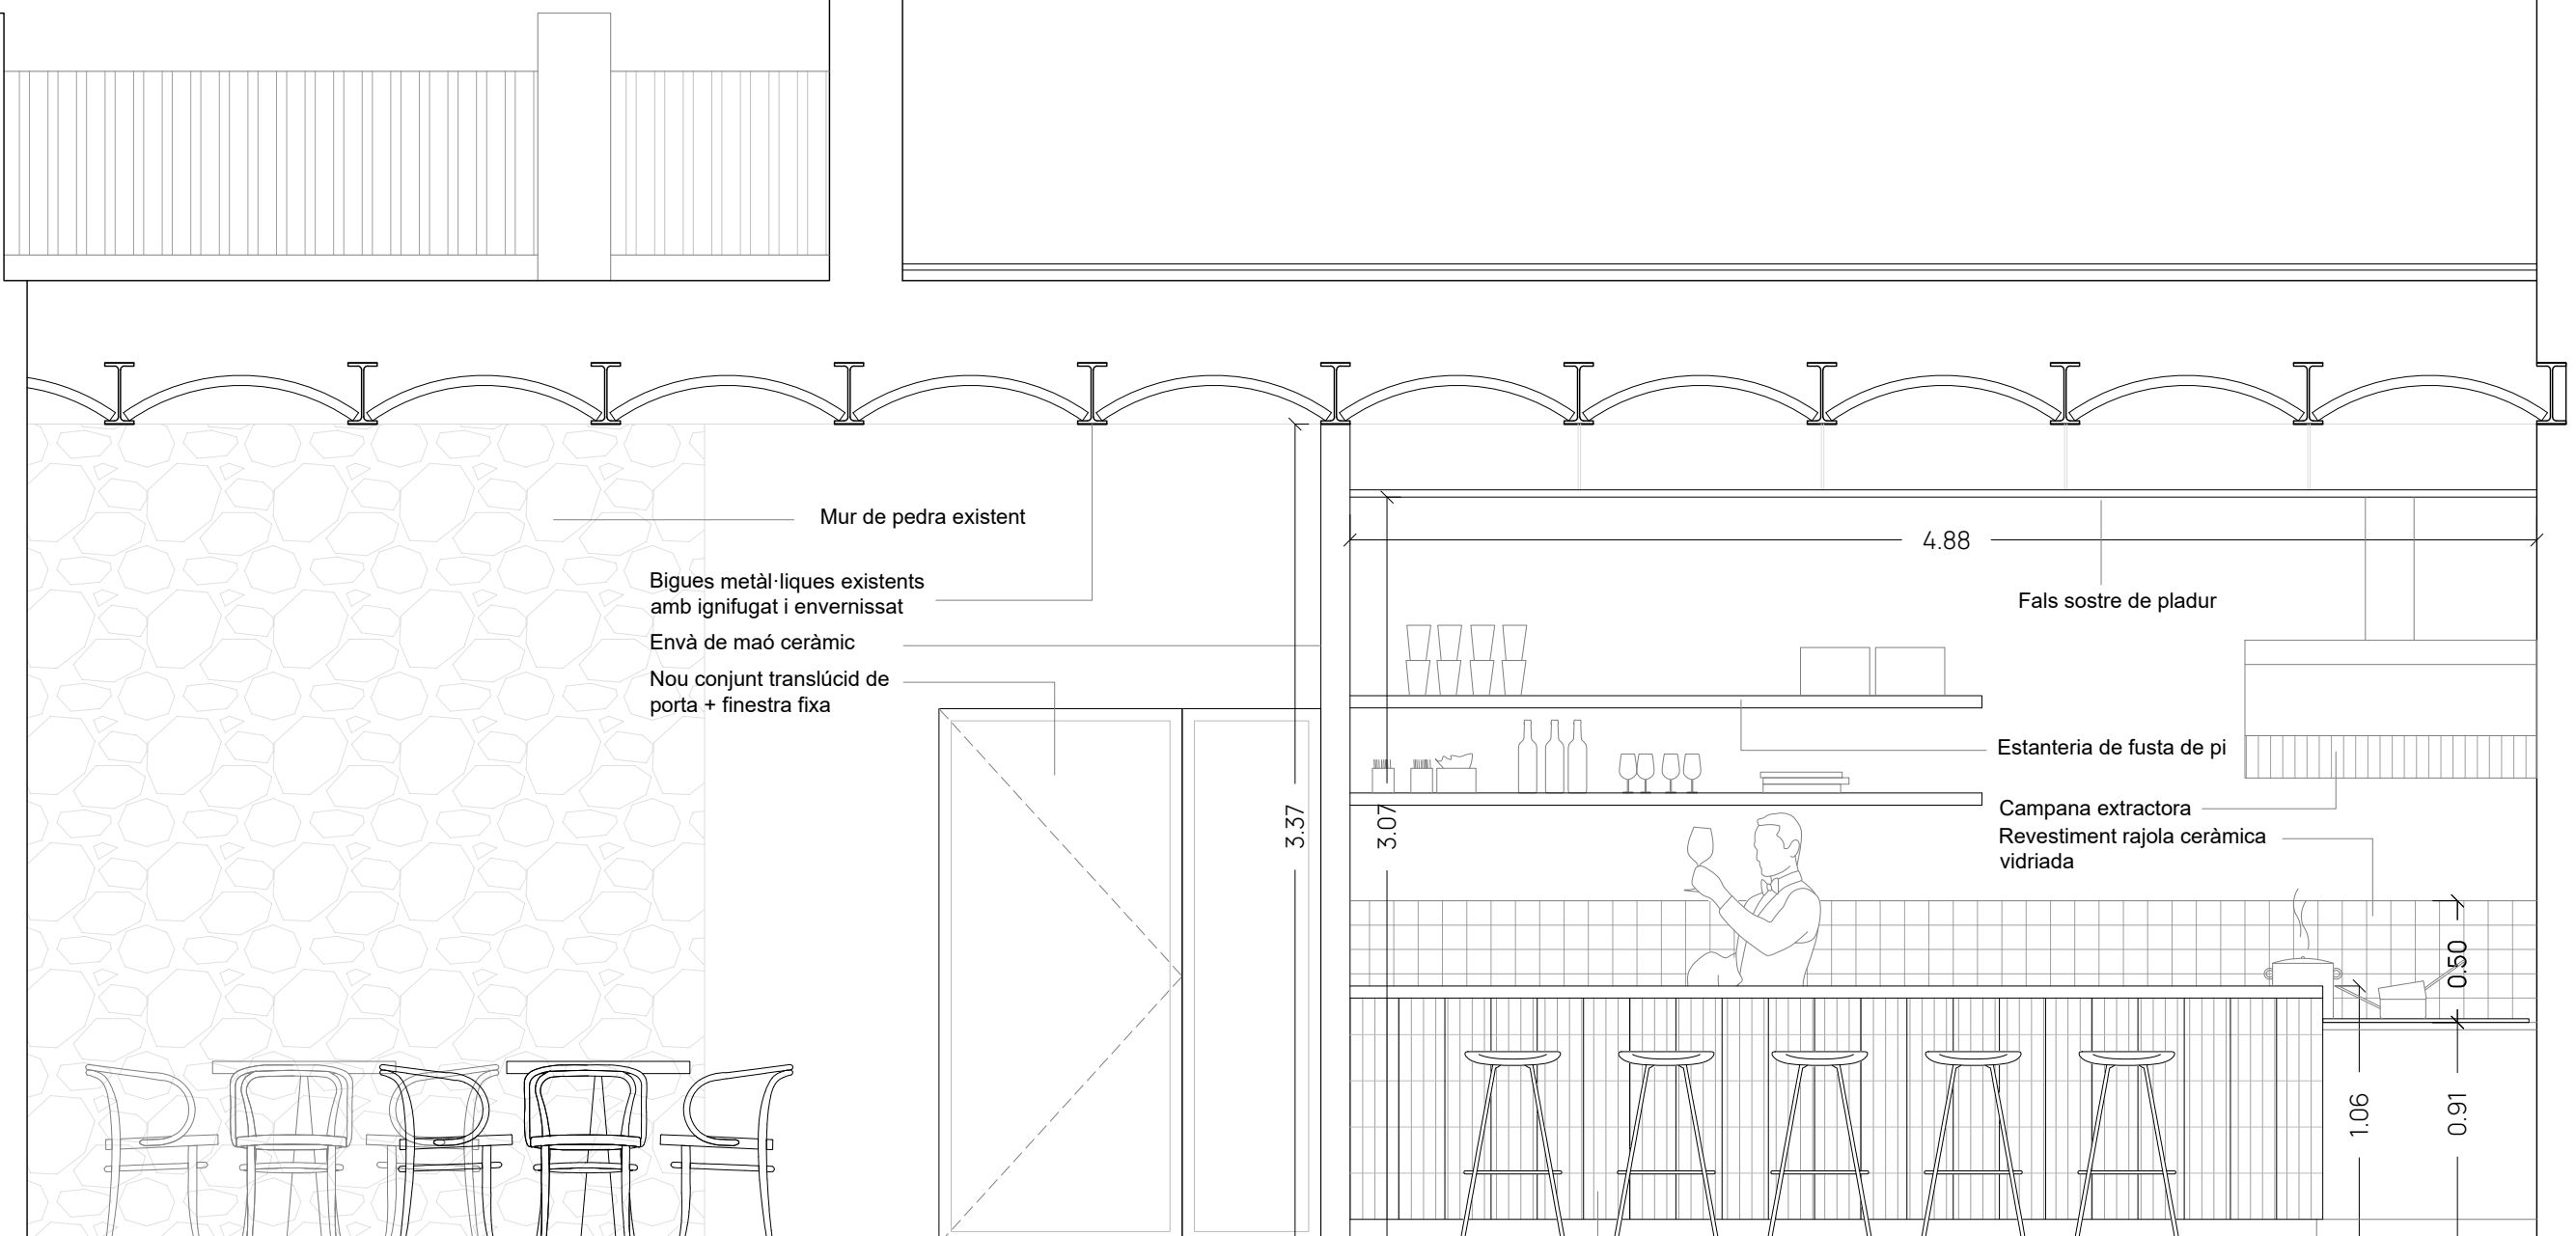 Mur de pedra existent
4.88
Bigues metàl·liques existents
amb ignifugat i envernissat
Fals sostre de pladur
Envà de maó ceràmic
Nou conjunt translúcid de
porta + finestra fixa
Estanteria de fusta de pi
3.37
3.07
Campana extractora
Revestiment rajola ceràmica
vidriada
0.50
1.06
0.91